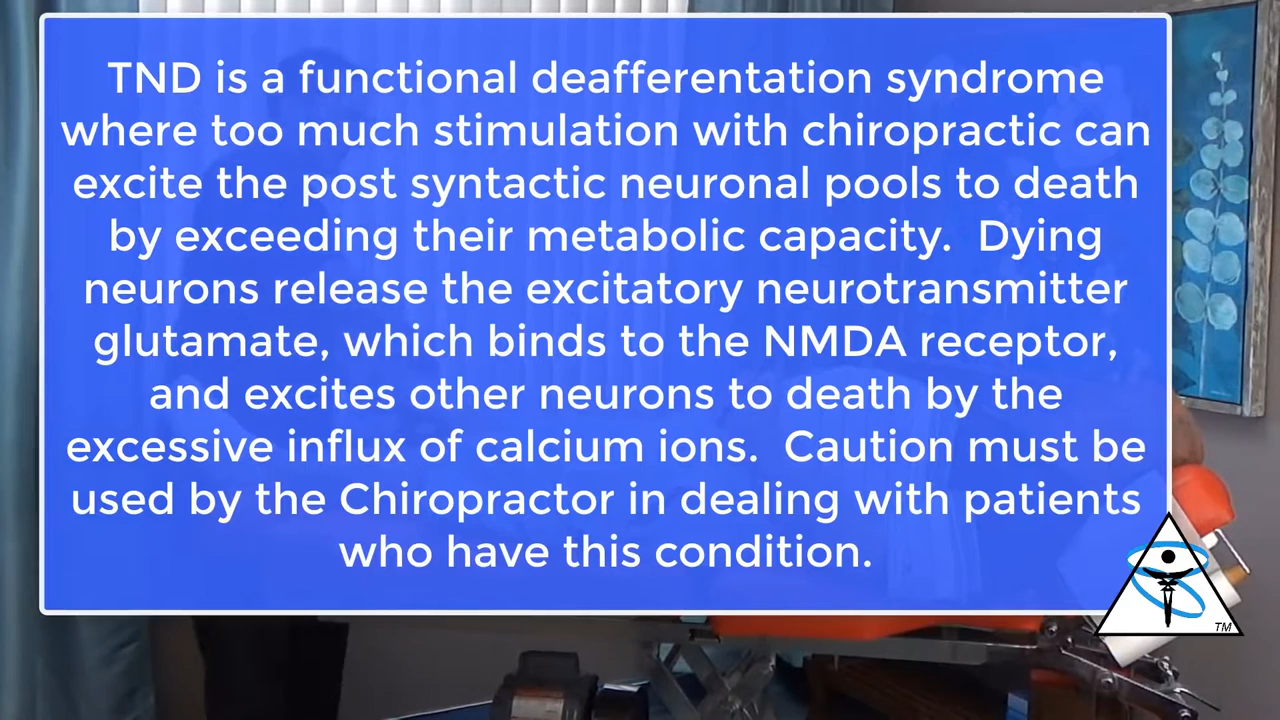 TND is a functional deafferentation syndrome
where too much stimulation with chiropractic can
excite the post syntactic neuronal pools to death
by exceeding their metabolic capacity.  Dying
neurons release the excitatory neurotransmitter
glutamate, which binds to the NMDA receptor,
and excites other neurons to death by the
excessive influx of calcium ions.  Caution must be
used by the Chiropractor in dealing with patients
who have this condition.
TM